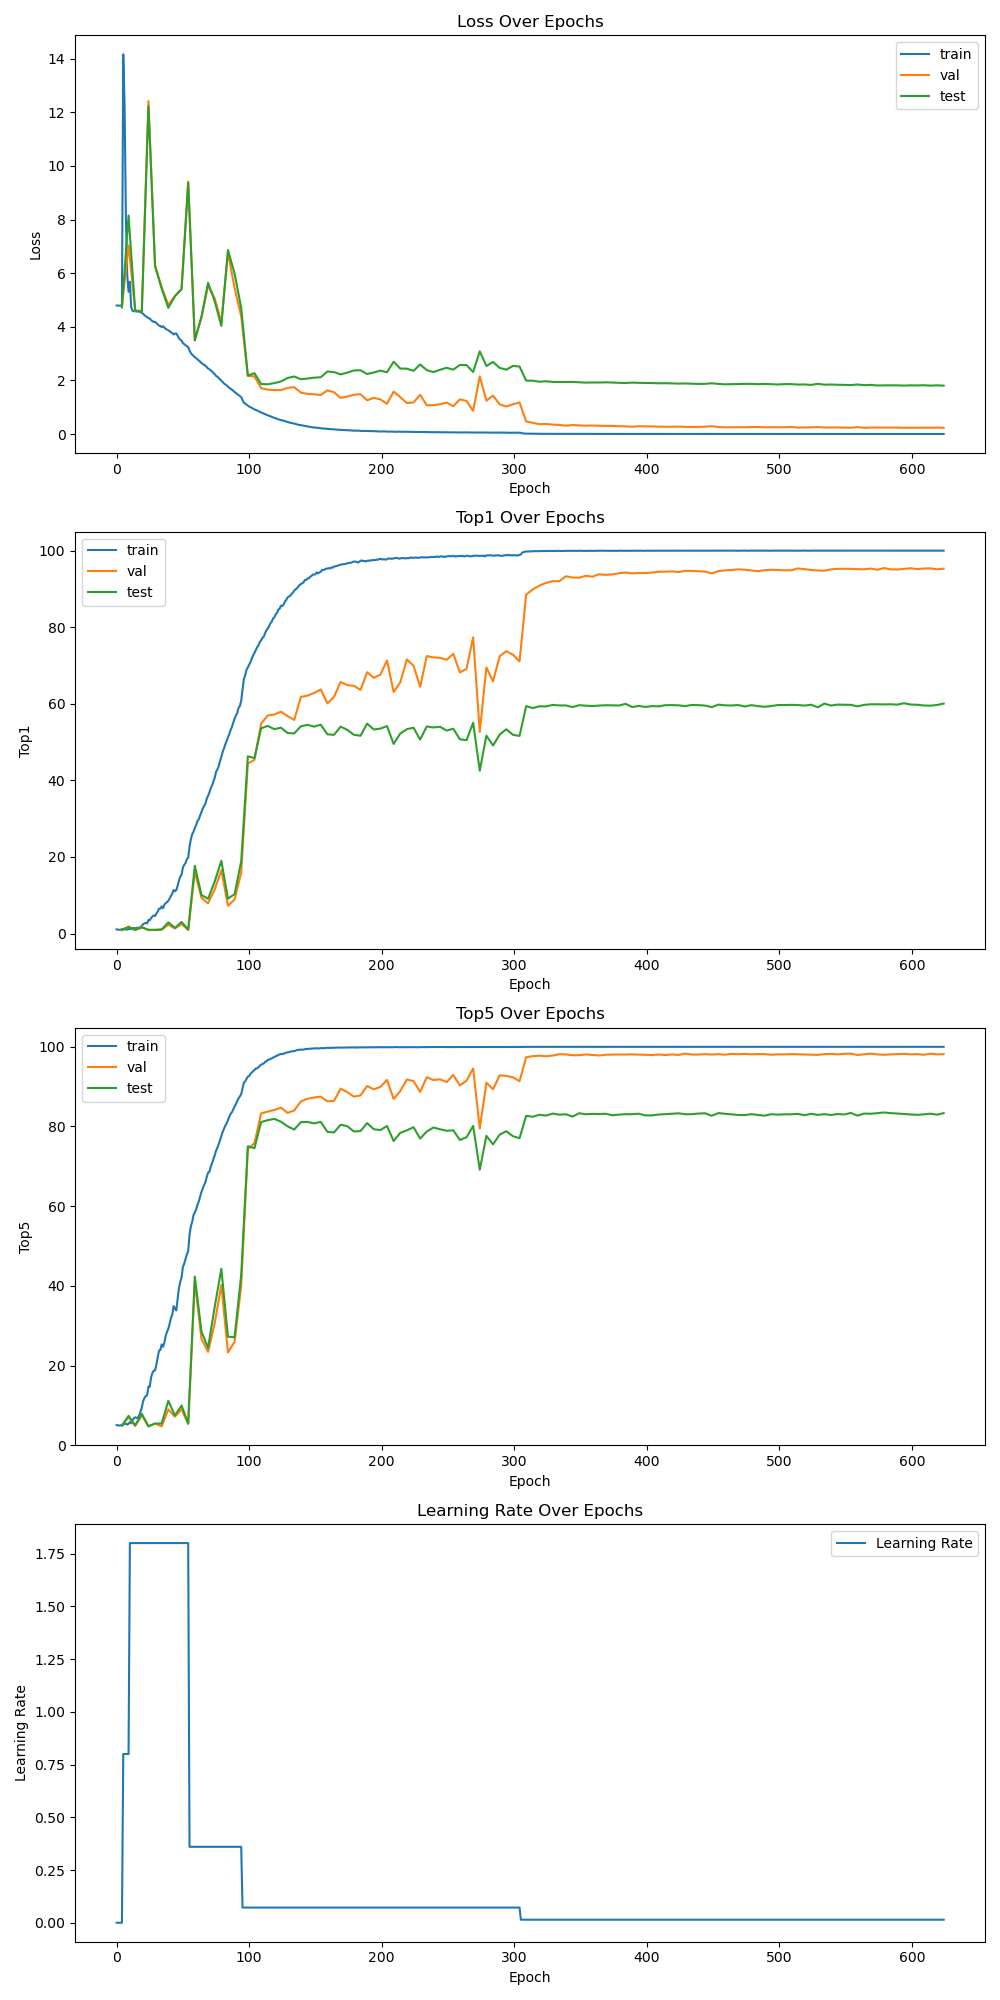 Loss Over Epochs
train
val
test
14
12
10
8
6
4
2
0
Loss
0 100 200 300 400 500 600
Epoch
Top1 Over Epochs
train
val
test
100
80
60
40
20
0
Top1
0 100 200 300 400 500 600
Epoch
Top5 Over Epochs
train
val
test
100
80
60
40
20
0
Top5
0 100 200 300 400 500 600
Epoch
Learning Rate Over Epochs
Learning Rate
1.75
1.50
1.25
1.00
0.75
0.50
0.25
0.00
Learning Rate
0 100 200 300 400 500 600
Epoch